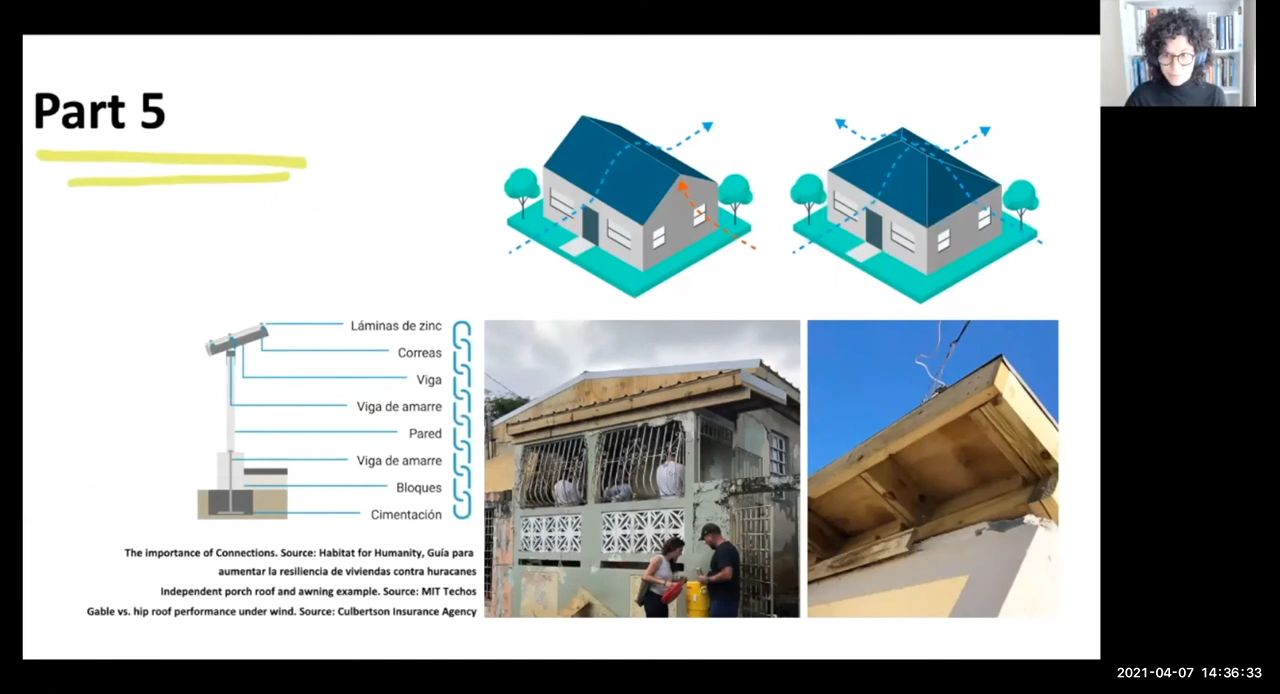 Part 5
Láminas de zinc
Correas
Viga
Viga de amarre
Pared
Viga de amarre
Bloques
Cimentación
The importance of Connections. Source: Habitat for Humanity, Guía para
aumentar la resiliencia de viviendas contra huracanes
Independent porch roof and awning example. Source: MIT Techos
Gable vs. hip roof performance under wind. Source: Culbertson Insurance Agency
2021-04-07 14:36:33